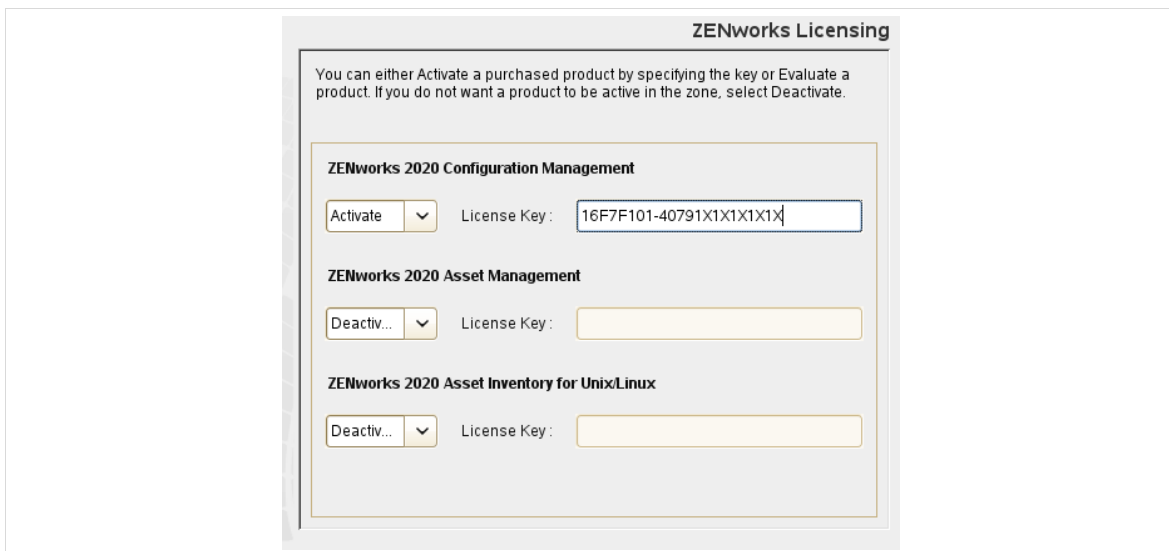 ZENworks Licensing
You can either Activate a purchased product by specifying the key or Evaluate a
product. If you do not want a product to be active in the zone, select Deactivate.
ZENworks 2020 Configuration Management
Activate License Key : 16F7F101-40791X1X1X1X1X
ZENworks 2020 Asset Management
Deactiv... License Key :
ZENworks 2020 Asset Inventory for Unix/Linux
Deactiv... License Key :